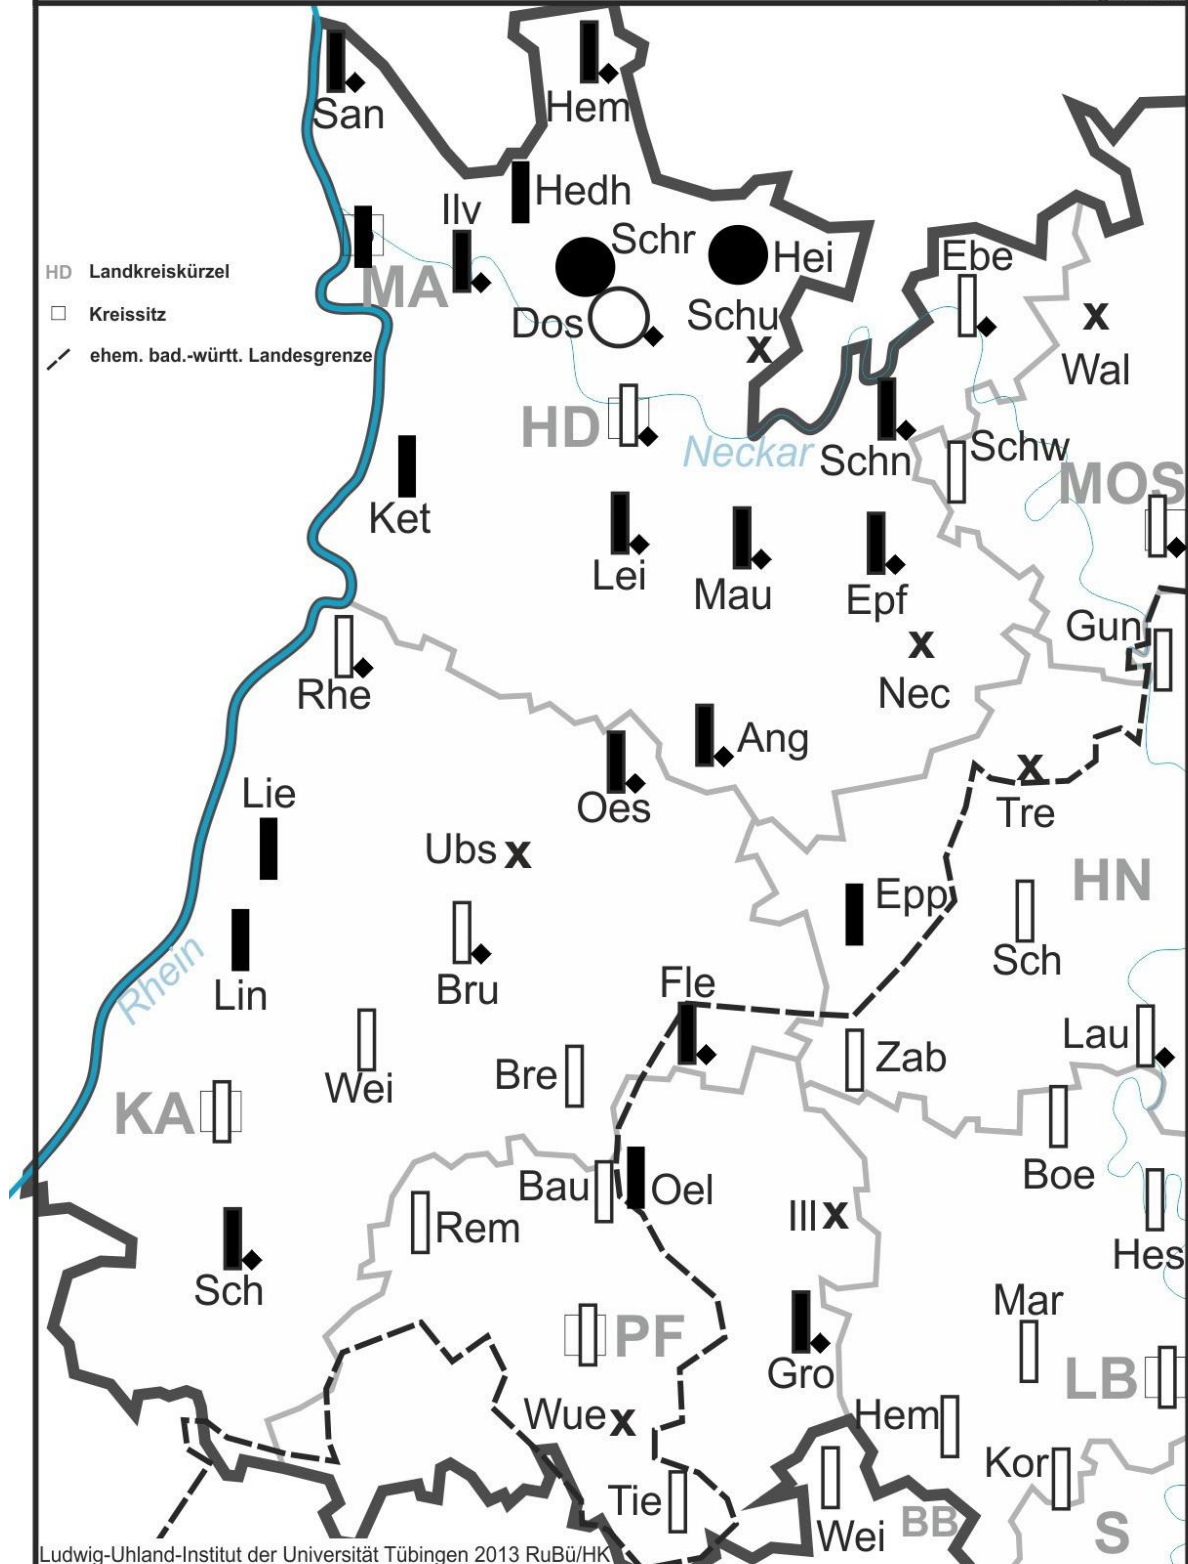 San
Hem
Hedh
Ilv
Schr
Hei
Ebe
HD Landkreiskürzel
MA
Kreissitz
Dos
Schu
x
x
Wal
ehem. bad.-württ. Landesgrenze
HD
Neckar
Schn
Schw
MOS
Ket
Lei
Mau
Epf
Gun
x
Nec
Rhe
Ang
x
Oes
Tre
Lie
Ubs x
HN
Epp
Rhein
Lin
Bru
Fle
Sch
Lau
Wei
Bre
Zab
KA
Boe
Bau
Oel
Rem
Ill x
Hes
Sch
Mar
PF
Gro
LB
Wue x
Hem
Kor
Tie
Wei
BB
S
Ludwig-Uhland-Institut der Universität Tübingen 2013 RuBü/HK